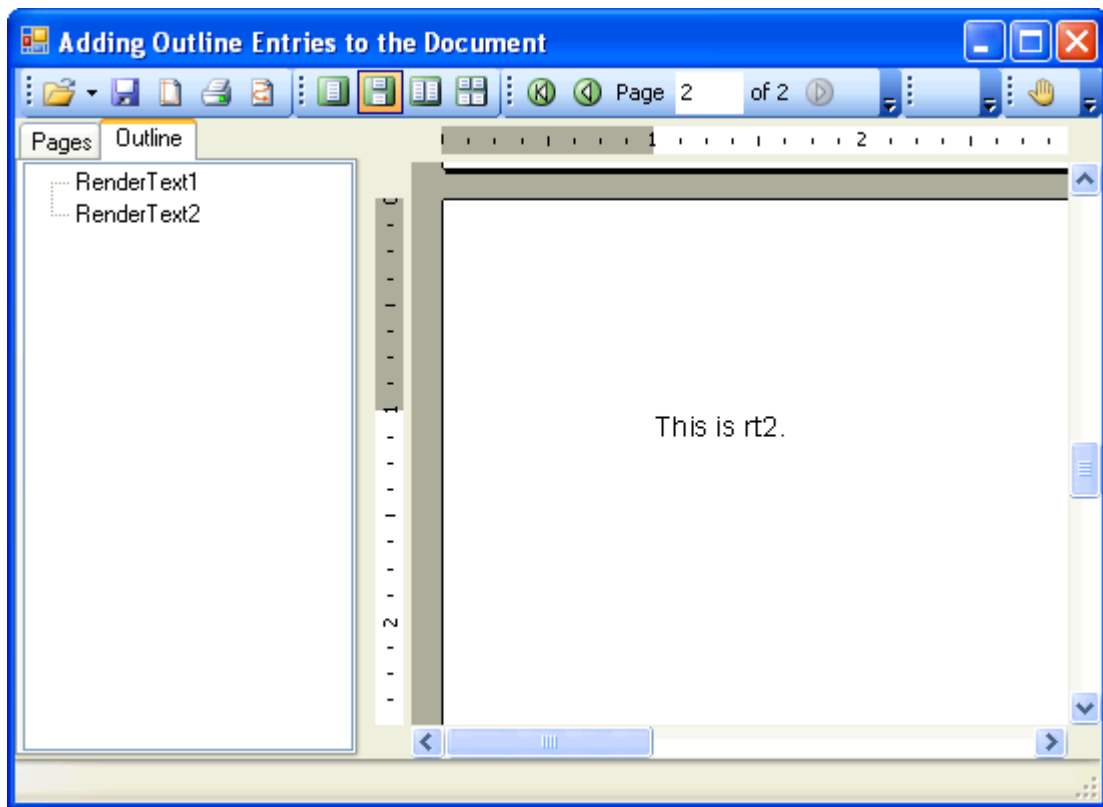 Adding Outline Entries to the Document
Page 2 of 2
Pages Outline
1 2
RenderText1
RenderText2
0
1
2
This is rt2.